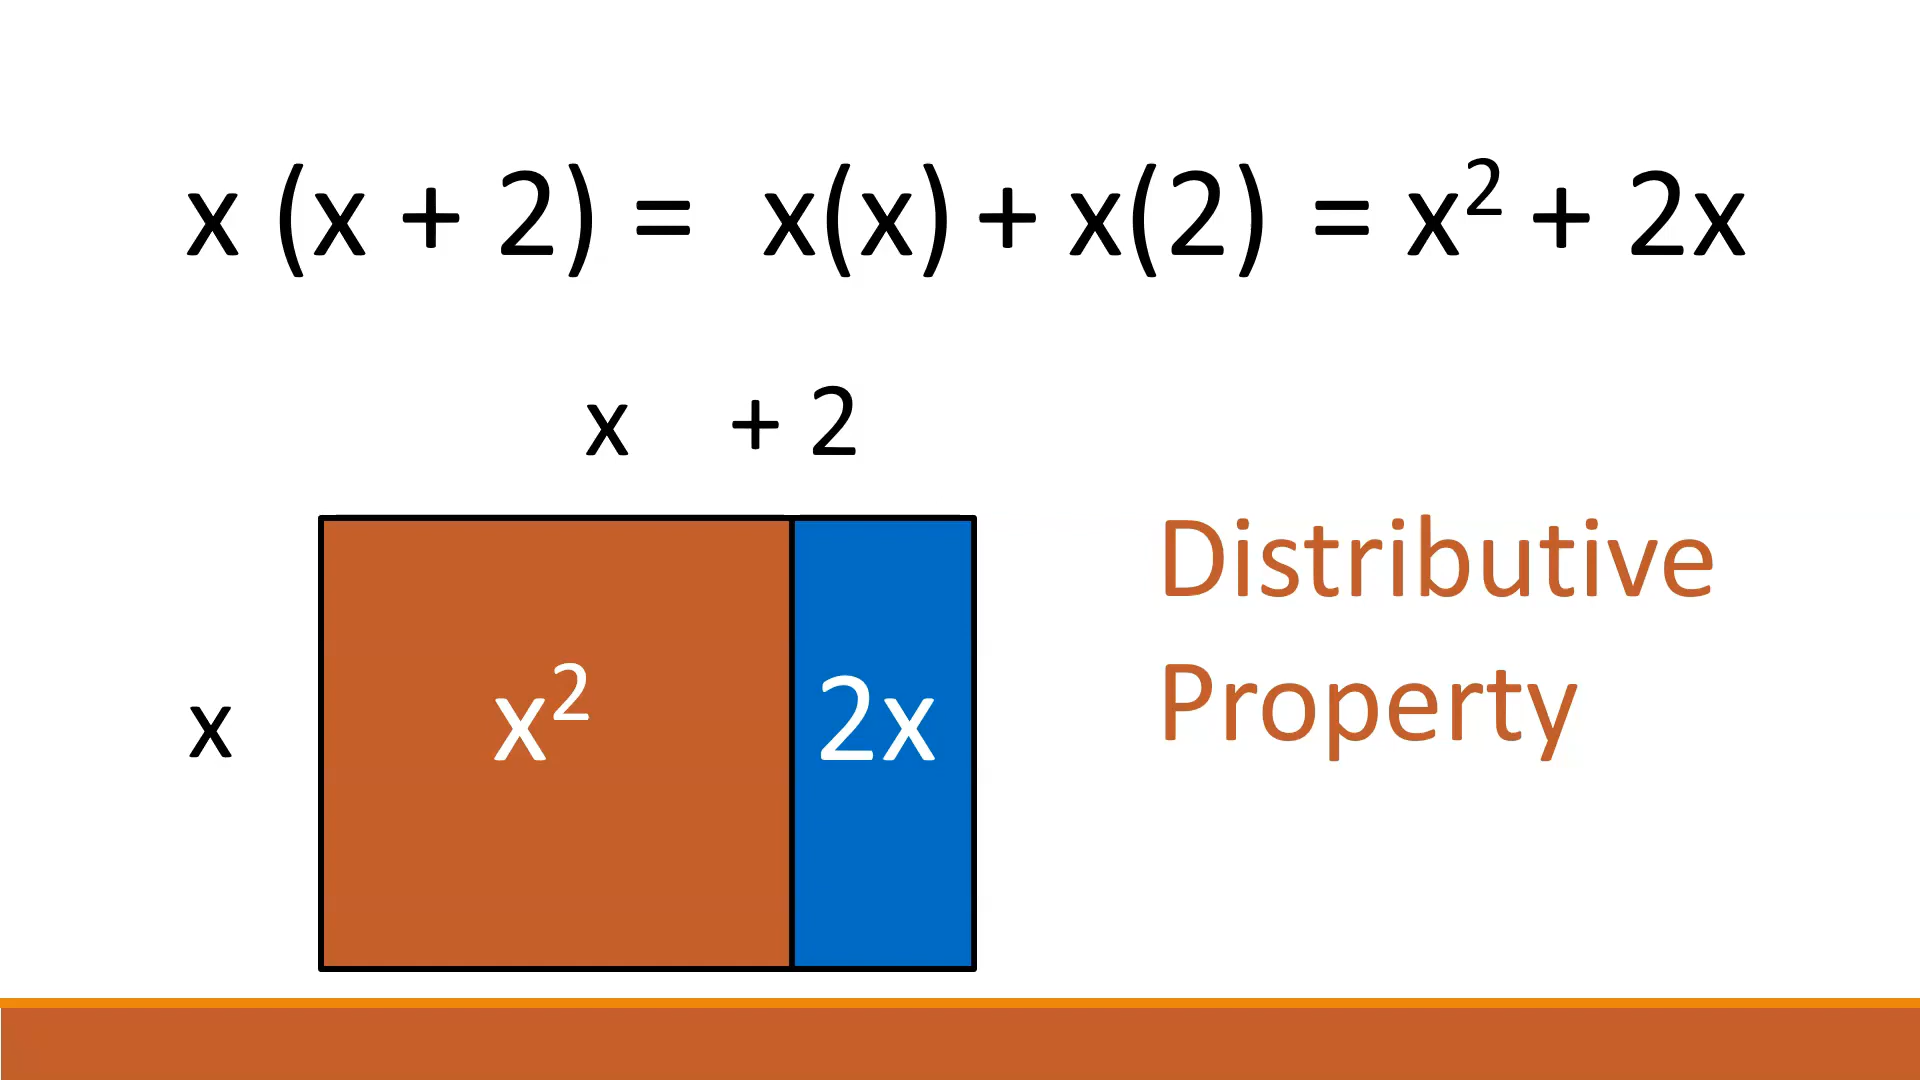 x (x + 2) = x(x) + x(2) = x² + 2x
x + 2
Distributive
Property
x
x²
2x